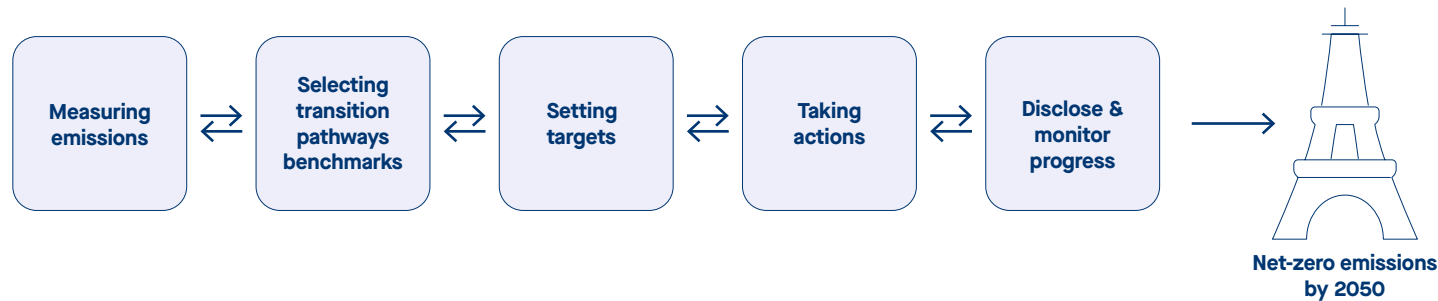 Measuring
emissions
Selecting
transition
pathways
benchmarks
Setting
targets
Taking
actions
Disclose &
monitor
progress
Net-zero emissions
by 2050